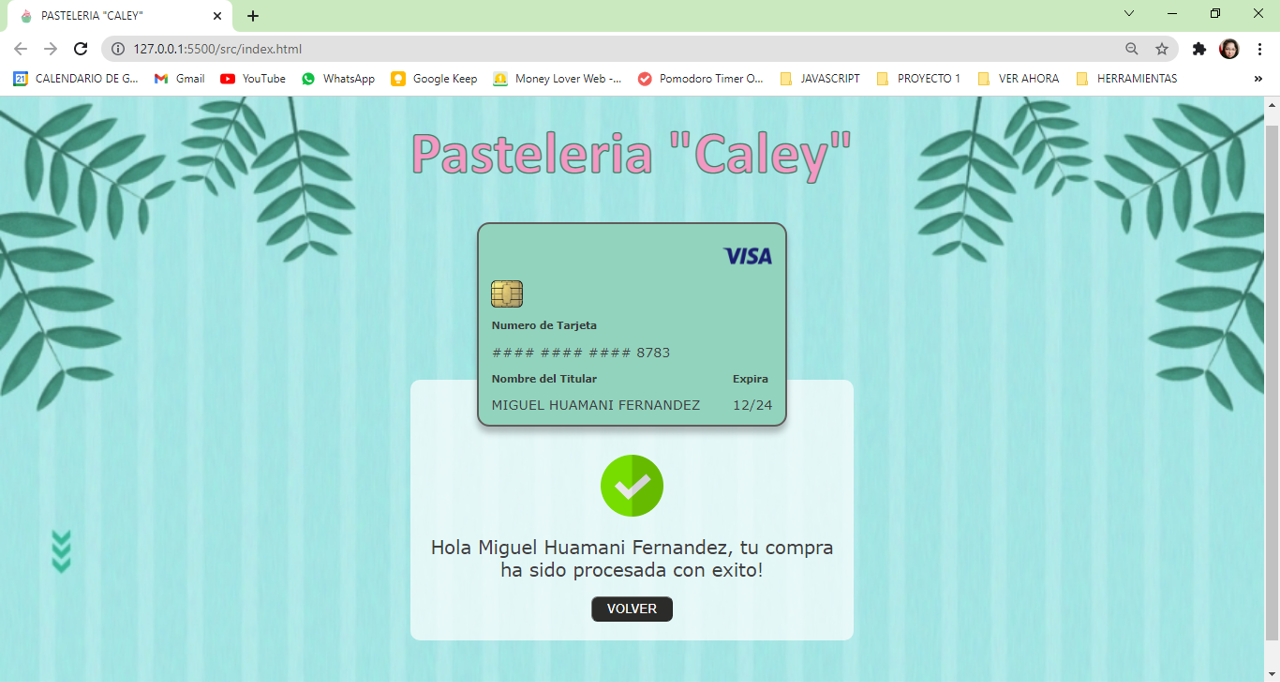 PASTELERIA "CALEY"
127.0.0.1:5500/src/index.html
21 CALENDARIO DE G... Gmail YouTube WhatsApp Google Keep Money Lover Web -... Pomodoro Timer O... JAVASCRIPT PROYECTO 1 VER AHORA HERRAMIENTAS »
Pasteleria "Caley"
VISA
Numero de Tarjeta
#### #### #### 8783
Nombre del Titular Expira
MIGUEL HUAMANI FERNANDEZ 12/24
Hola Miguel Huamani Fernandez, tu compra
ha sido procesada con exito!
VOLVER